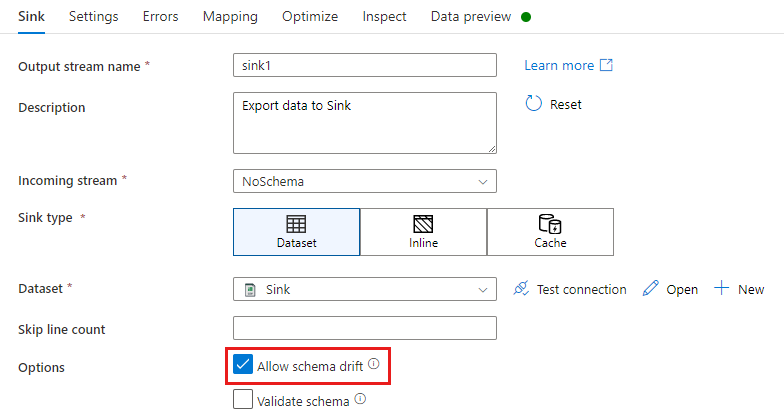 Sink Settings Errors Mapping Optimize Inspect Data preview
Output stream name * sink1 Learn more
Description Export data to Sink Reset
Incoming stream * NoSchema
Sink type * Dataset Inline Cache
Dataset * Sink Test connection Open New
Skip line count
Options Allow schema drift
Validate schema